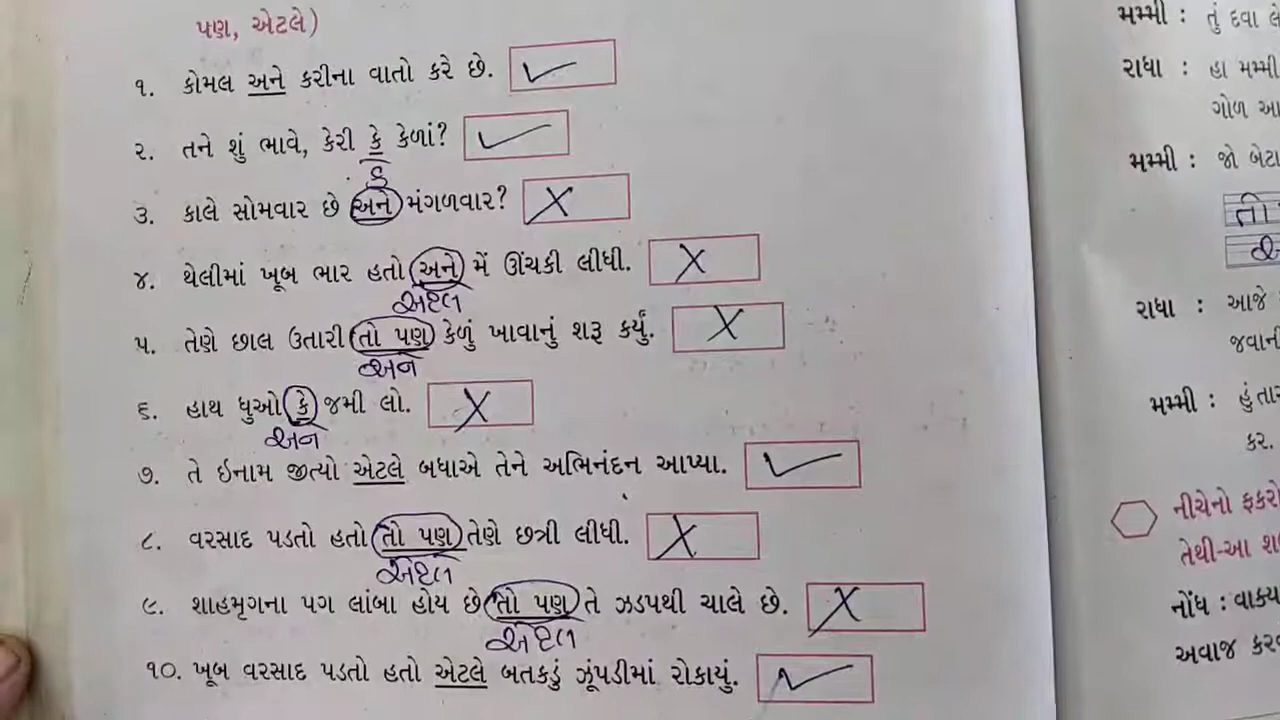 પણ, એટલે)
૧. કોમલ અને કરીના વાતો કરે છે. ✓
૨. તને શું ભાવે, કેરી કે કેળાં? ✓
કે
૩. કાલે સોમવાર છે અને મંગળવાર? X
૪. થેલીમાં ખૂબ ભાર હતો અને મેં ઊંચકી લીધી. X
એટલે
૫. તેણે છાલ ઉતારી તો પણ કેળું ખાવાનું શરૂ કર્યું. X
અને
૬. હાથ ધુઓ કે જમી લો. X
અને
૭. તે ઇનામ જીત્યો એટલે બધાએ તેને અભિનંદન આપ્યા. ✓
૮. વરસાદ પડતો હતો તો પણ તેણે છત્રી લીધી. X
એટલે
૯. શાહમૃગના પગ લાંબા હોય છે તો પણ તે ઝડપથી ચાલે છે. X
એટલે
૧૦. ખૂબ વરસાદ પડતો હતો એટલે બતકડું ઝૂંપડીમાં રોકાયું. ✓
મમ્મી : તું દવા લે
રાધા : હા મમ્મી
ગોળ આ
મમ્મી : જો બેટા
તો
રાધા : આજે
જવાની
મમ્મી : હું તાર
કર.
નીચેનો ફકરો
તેથી-આ શ
નોંધ : વાક્ય
અવાજ કર